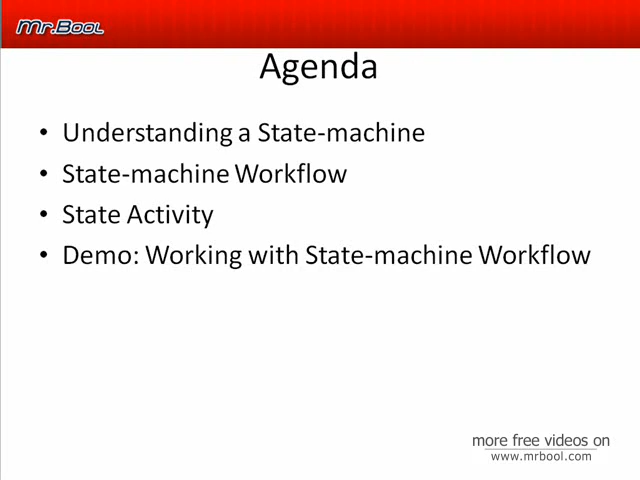 Mr.Bool
Agenda
• Understanding a State-machine
• State-machine Workflow
• State Activity
• Demo: Working with State-machine Workflow
more free videos on
www.mrbool.com